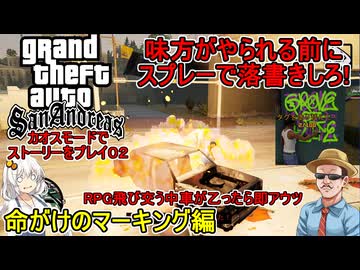 grand
theft
auto
San Andreas
カオスモードで
ストーリーをプレイ02
味方がやられる前に
スプレーで落書きしろ!
GROVE
RPG飛び交う中車が乙ったら即アウツ
命がけのマーキング編